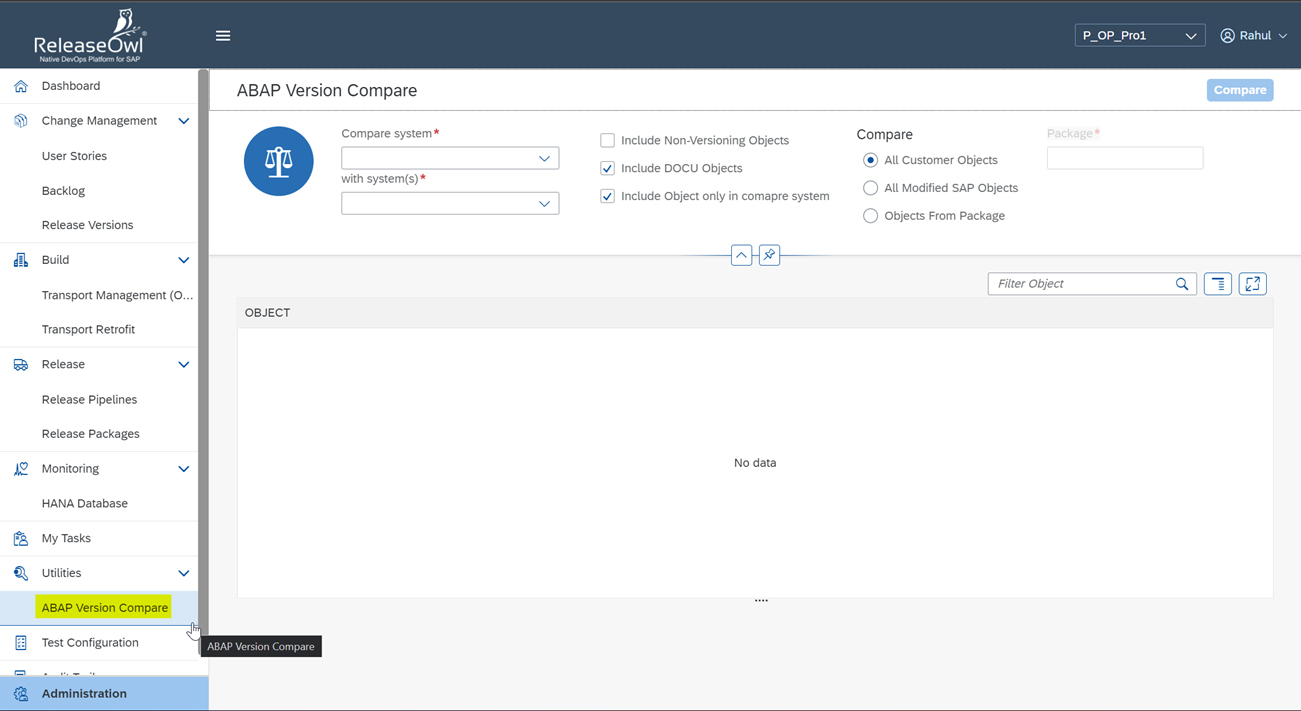 ReleaseOwl
Native DevOps Platform for SAP
P_OP_Pro1
Rahul
Dashboard
Change Management
User Stories
Backlog
Release Versions
Build
Transport Management (O...
Transport Retrofit
Release
Release Pipelines
Release Packages
Monitoring
HANA Database
My Tasks
Utilities
ABAP Version Compare
Test Configuration
Administration
ABAP Version Compare
ABAP Version Compare
Compare
Compare system*
with system(s)*
Include Non-Versioning Objects
Include DOCU Objects
Include Object only in comapre system
Compare
All Customer Objects
All Modified SAP Objects
Objects From Package
Package*
Filter Object
OBJECT
No data